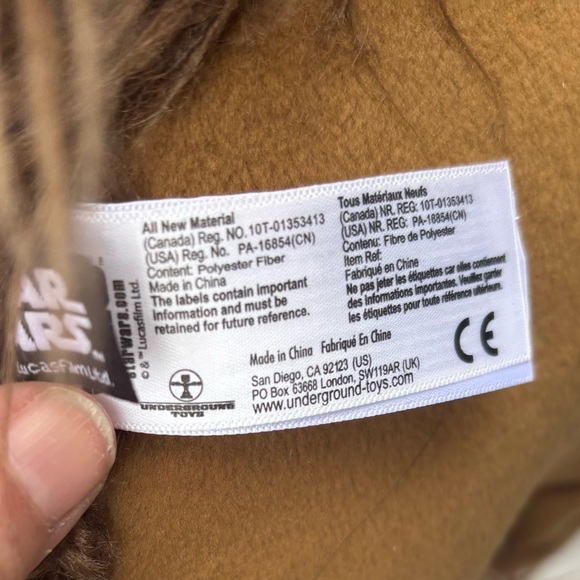 AR
ARS™
LucasFilm Ltd.
starwars.com
© & ™ Lucasfilm Ltd.
All New Material
(Canada) Reg. NO. 10T-01353413
(USA) Reg. No. PA-16854(CN)
Content: Polyester Fiber
Made in China
The labels contain important
information and must be
retained for future reference.
Tous Matériaux Neufs
(Canada) NR. REG: 10T-01353413
(USA) NR. REG: PA-16854(CN)
Contenu: Fibre de Polyester
Item Ref:
Fabriqué en Chine
Ne pas jeter les étiquettes car elles contiennent
des informations importantes. Veuillez garder
les étiquettes pour toute référence ultérieure.
CE
UNDERGROUND
TOYS
Made in China Fabriqué En Chine
San Diego, CA 92123 (US)
PO Box 63668 London, SW119AR (UK)
www.underground-toys.com